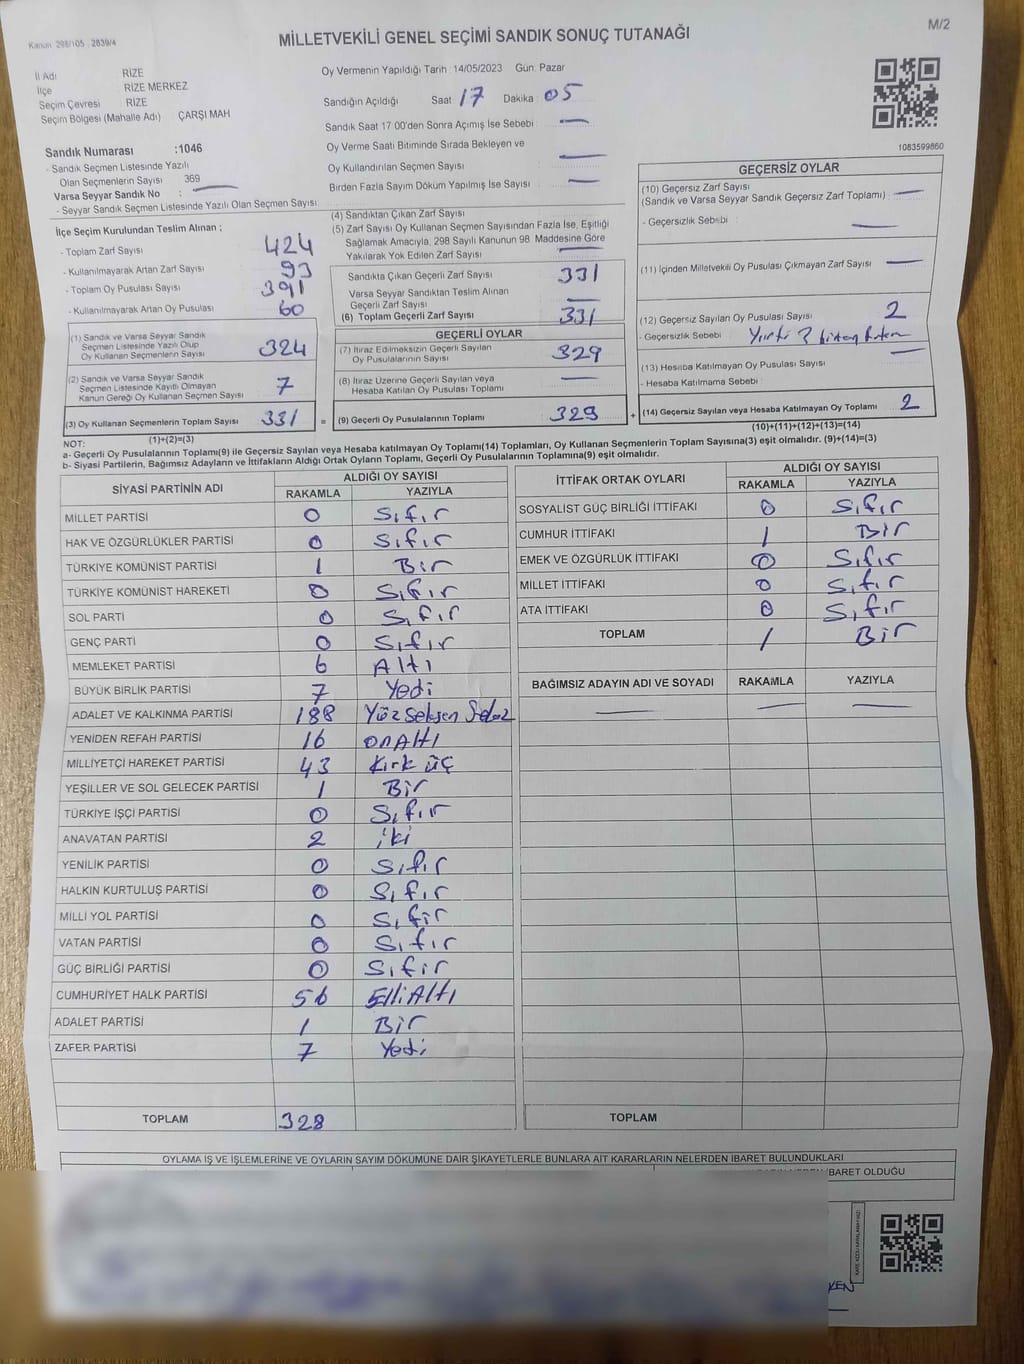 Kanun 298/105 - 2839/4
M/2
MİLLETVEKİLİ GENEL SEÇİMİ SANDIK SONUÇ TUTANAĞI
İl Adı RİZE
İlçe RİZE MERKEZ
Seçim Çevresi RİZE
Seçim Bölgesi (Mahalle Adı) ÇARŞI MAH
Sandık Numarası :1046
- Sandık Seçmen Listesinde Yazılı
Olan Seçmenlerin Sayısı 369
Varsa Seyyar Sandık No :
- Seyyar Sandık Seçmen Listesinde Yazılı Olan Seçmen Sayısı:
Oy Vermenin Yapıldığı Tarih : 14/05/2023 Gün: Pazar
Sandığın Açıldığı Saat 17 Dakika : 05
Sandık Saat 17 00'den Sonra Açımış İse Sebebi : —
Oy Verme Saati Bitiminde Sırada Bekleyen ve
Oy Kullandırılan Seçmen Sayısı : —
Birden Fazla Sayım Döküm Yapılmış İse Sayısı : —
1083599860
İlçe Seçim Kurulundan Teslim Alınan ;
- Toplam Zarf Sayısı 424
- Kullanılmayarak Artan Zarf Sayısı 93
- Toplam Oy Pusulası Sayısı 391
- Kullanılmayarak Artan Oy Pusulası 60
(1) Sandık ve Varsa Seyyar Sandık
Seçmen Listesinde Yazılı Olup
Oy Kullanan Seçmenlerin Sayısı 324
(2) Sandık ve Varsa Seyyar Sandık
Seçmen Listesinde Kayıtlı Olmayan
Kanun Gereği Oy Kullanan Seçmen Sayısı 7
(3) Oy Kullanan Seçmenlerin Toplam Sayısı 331 =
(1)+(2)=(3)
(4) Sandıktan Çıkan Zarf Sayısı
(5) Zarf Sayısı Oy Kullanan Seçmen Sayısından Fazla İse, Eşitliği
Sağlamak Amacıyla, 298 Sayılı Kanunun 98 Maddesine Göre
Yakılarak Yok Edilen Zarf Sayısı —
Sandıkta Çıkan Geçerli Zarf Sayısı 331
Varsa Seyyar Sandıktan Teslim Alınan
Geçerli Zarf Sayısı —
(6) Toplam Geçerli Zarf Sayısı 331
GEÇERLİ OYLAR
(7) İtiraz Edilmeksizin Geçerli Sayılan
Oy Pusulalarının Sayısı 329
(8) İtiraz Üzerine Geçerli Sayılan veya
Hesaba Katılan Oy Pusulası Toplamı —
(9) Geçerli Oy Pusulalarının Toplamı 329 +
GEÇERSİZ OYLAR
(10) Geçersiz Zarf Sayısı
(Sandık ve Varsa Seyyar Sandık Geçersiz Zarf Toplamı) : —
- Geçersizlik Sebebi : —
(11) İçinden Milletvekili Oy Pusulası Çıkmayan Zarf Sayısı : —
(12) Geçersiz Sayılan Oy Pusulası Sayısı : 2
- Geçersizlik Sebebi
(13) Hesaba Katılmayan Oy Pusulası Sayısı : —
- Hesaba Katılmama Sebebi :
(14) Geçersiz Sayılan veya Hesaba Katılmayan Oy Toplamı 2
(10)+(11)+(12)+(13)=(14)
NOT:
a- Geçerli Oy Pusulalarının Toplamı(9) ile Geçersiz Sayılan veya Hesaba katılmayan Oy Toplamı(14) Toplamları, Oy Kullanan Seçmenlerin Toplam Sayısına(3) eşit olmalıdır. (9)+(14)=(3)
b- Siyasi Partilerin, Bağımsız Adayların ve İttifakların Aldığı Ortak Oyların Toplamı, Geçerli Oy Pusulalarının Toplamına(9) eşit olmalıdır.
SİYASİ PARTİNİN ADI ALDIĞI OY SAYISI
RAKAMLA YAZIYLA
MİLLET PARTİSİ 0 Sıfır
HAK VE ÖZGÜRLÜKLER PARTİSİ 0 Sıfır
TÜRKİYE KOMÜNİST PARTİSİ 1 Bir
TÜRKİYE KOMÜNİST HAREKETİ 0 Sıfır
SOL PARTİ 0 Sıfır
GENÇ PARTİ 0 Sıfır
MEMLEKET PARTİSİ 6 Altı
BÜYÜK BİRLİK PARTİSİ 7 Yedi
ADALET VE KALKINMA PARTİSİ 188 Yüz Seksen Sekiz
YENİDEN REFAH PARTİSİ 16 onAltı
MİLLİYETÇİ HAREKET PARTİSİ 43 Kırk üç
YEŞİLLER VE SOL GELECEK PARTİSİ 1 Bir
TÜRKİYE İŞÇİ PARTİSİ 0 Sıfır
ANAVATAN PARTİSİ 2 iki
YENİLİK PARTİSİ 0 Sıfır
HALKIN KURTULUŞ PARTİSİ 0 Sıfır
MİLLİ YOL PARTİSİ 0 Sıfır
VATAN PARTİSİ 0 Sıfır
GÜÇ BİRLİĞİ PARTİSİ 0 Sıfır
CUMHURİYET HALK PARTİSİ 56 Elli Altı
ADALET PARTİSİ 1 Bir
ZAFER PARTİSİ 7 Yedi
TOPLAM 328
İTTİFAK ORTAK OYLARI ALDIĞI OY SAYISI
RAKAMLA YAZIYLA
SOSYALİST GÜÇ BİRLİĞİ İTTİFAKI 0 Sıfır
CUMHUR İTTİFAKI 1 Bir
EMEK VE ÖZGÜRLÜK İTTİFAKI 0 Sıfır
MİLLET İTTİFAKI 0 Sıfır
ATA İTTİFAKI 0 Sıfır
TOPLAM 1 Bir
BAĞIMSIZ ADAYIN ADI VE SOYADI RAKAMLA YAZIYLA
— — —
TOPLAM
OYLAMA İŞ VE İŞLEMLERİNE VE OYLARIN SAYIM DÖKÜMÜNE DAİR ŞİKAYETLERLE BUNLARA AİT KARARLARIN NELERDEN İBARET BULUNDUKLARI
İBARET OLDUĞU